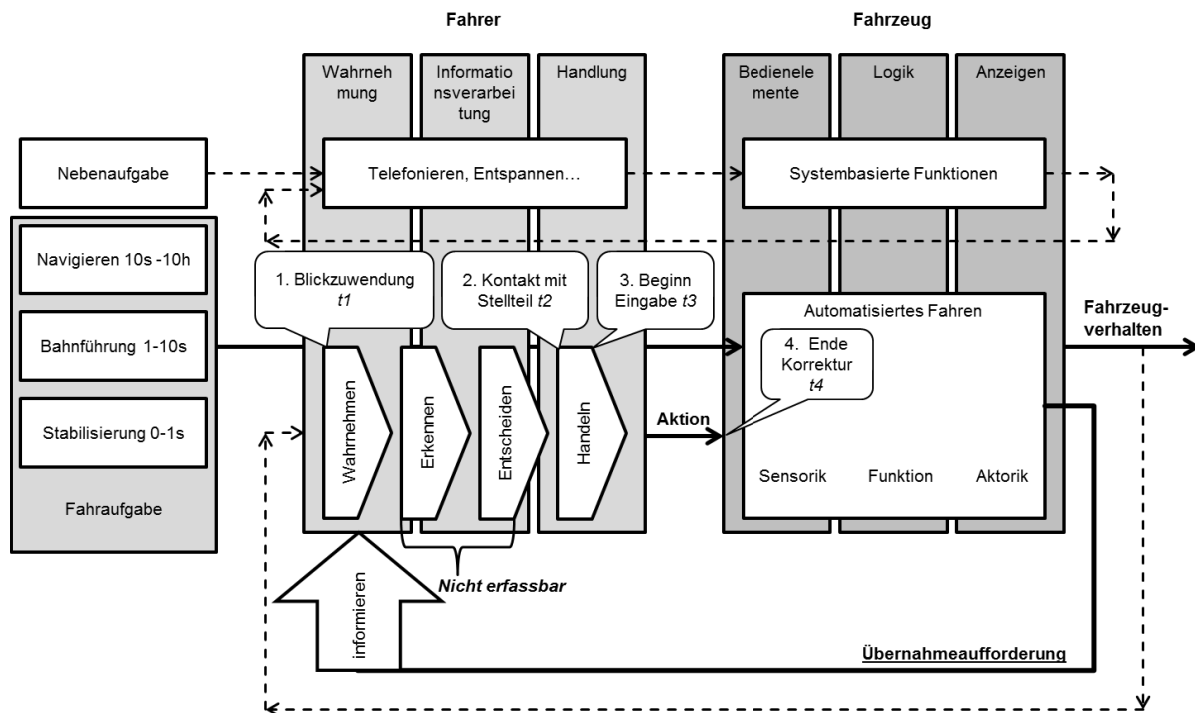 Fahrer
Fahrzeug
Wahrneh
mung
Informatio
nsverarbei
tung
Handlung
Bedienele
mente
Logik
Anzeigen
Nebenaufgabe
Telefonieren, Entspannen…
Systembasierte Funktionen
Navigieren 10s -10h
Bahnführung 1-10s
Stabilisierung 0-1s
Fahraufgabe
1. Blickzuwendung
t1
2. Kontakt mit
Stellteil t2
3. Beginn
Eingabe t3
Automatisiertes Fahren
4. Ende
Korrektur
t4
Fahrzeug-
verhalten
Wahrnehmen
Erkennen
Entscheiden
Handeln
Aktion
Sensorik
Funktion
Aktorik
Nicht erfassbar
informieren
Übernahmeaufforderung